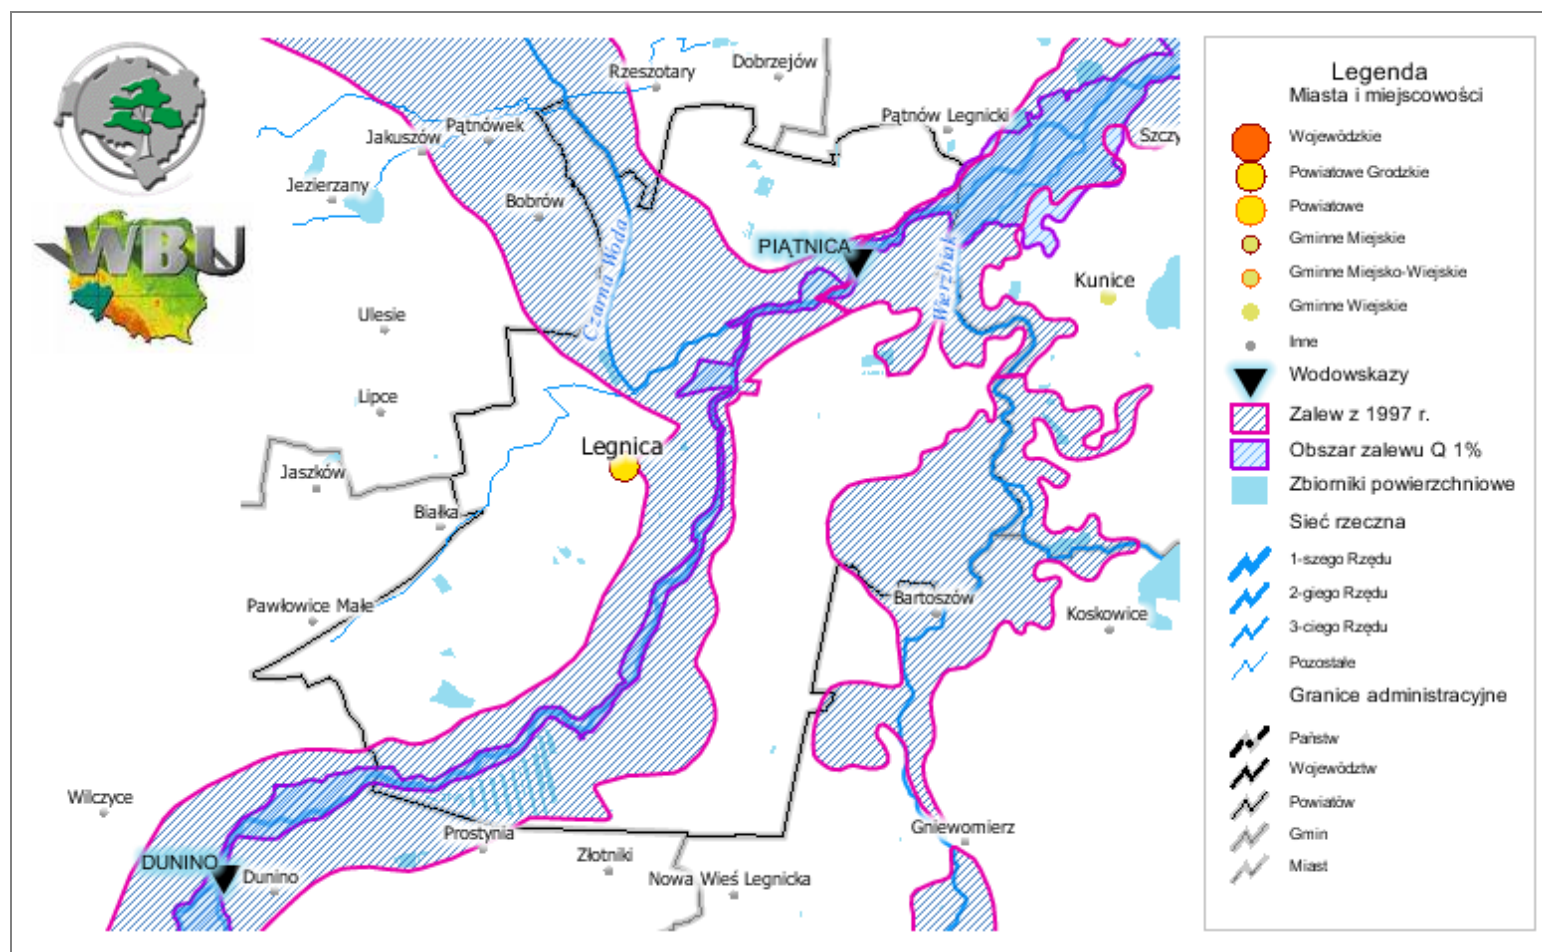 WBU
Rzeszotary
Dobrzejów
Pątnów Legnicki
Pątnówek
Jakuszów
Szczy
Jezierzany
Bobrów
Czarna Woda
PIĄTNICA
Wierzbiak
Kunice
Ulesie
Lipce
Legnica
Jaszków
Białka
Pawłowice Małe
Bartoszów
Koskowice
Wilczyce
Prostynia
Gniewomierz
Złotniki
DUNINO
Dunino
Nowa Wieś Legnicka
Legenda
Miasta i miejscowości
Wojewódzkie
Powiatowe Grodzkie
Powiatowe
Gminne Miejskie
Gminne Miejsko-Wiejskie
Gminne Wiejskie
Inne
Wodowskazy
Zalew z 1997 r.
Obszar zalewu Q 1%
Zbiorniki powierzchniowe
Sieć rzeczna
1-szego Rzędu
2-giego Rzędu
3-ciego Rzędu
Pozostałe
Granice administracyjne
Państw
Województw
Powiatów
Gmin
Miast